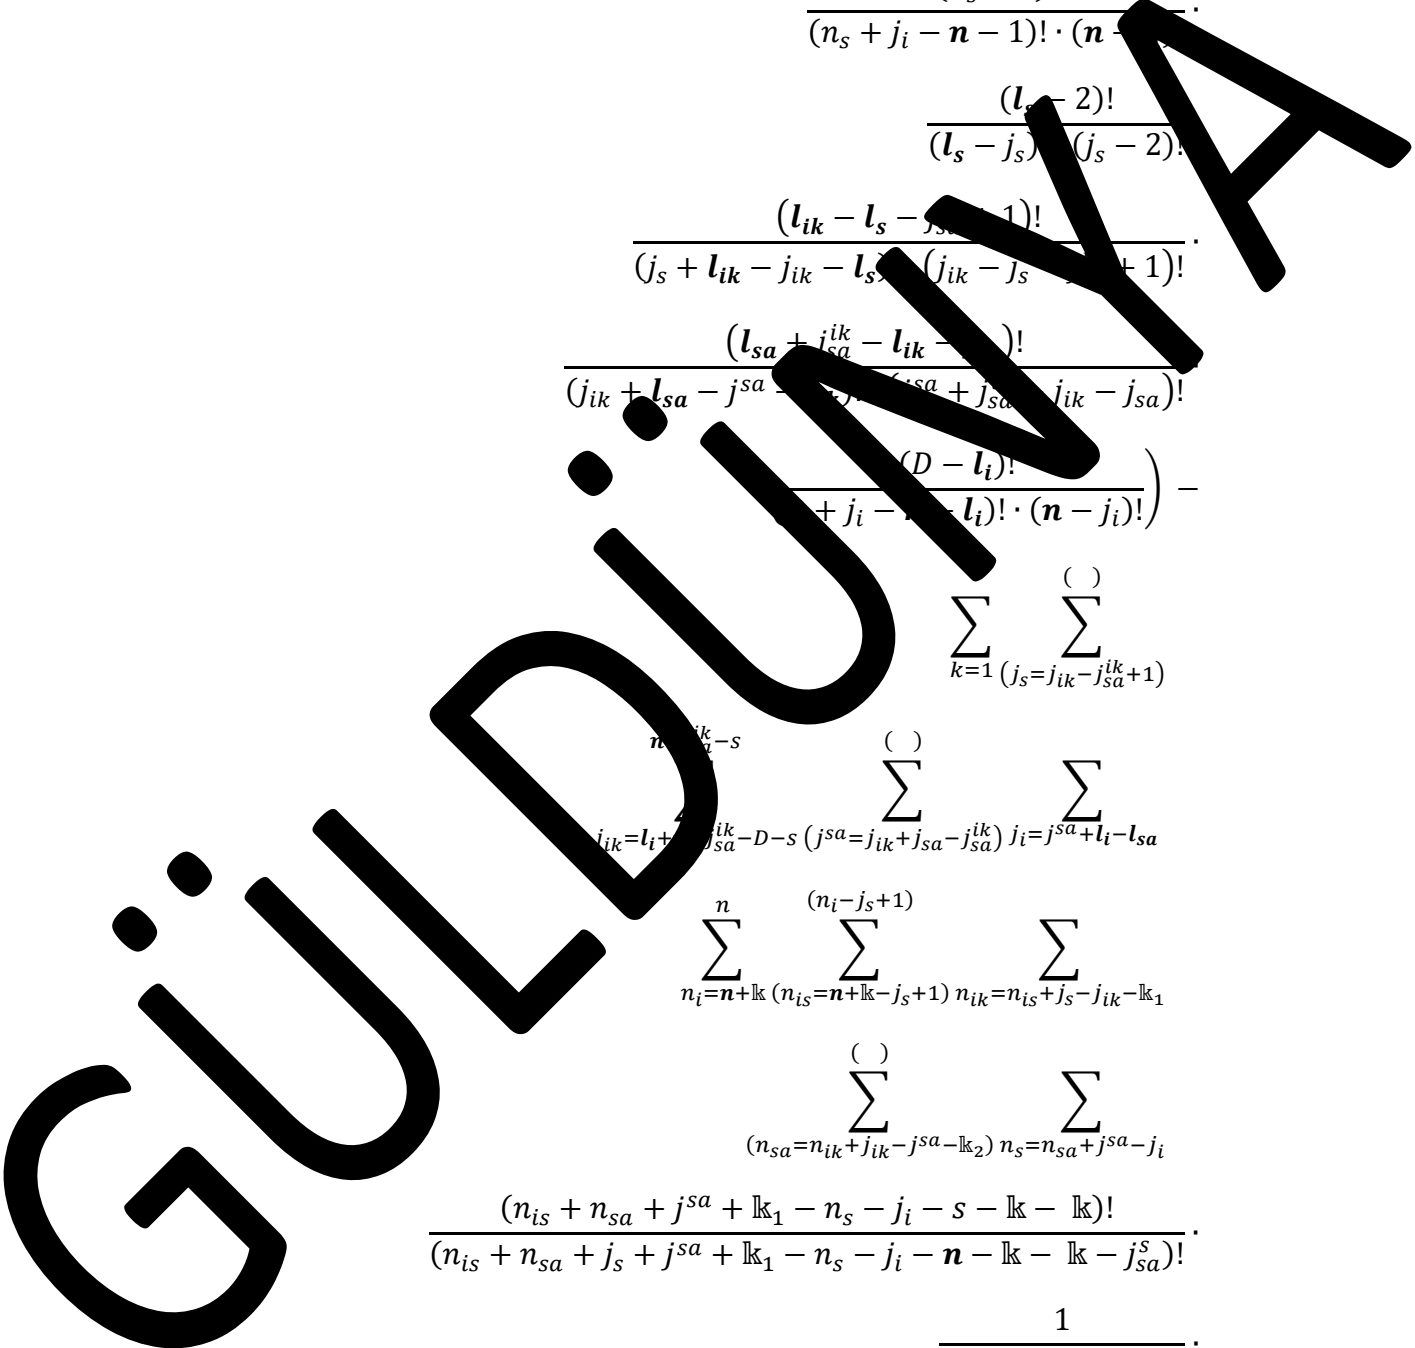 (n_s + j_i − n − 1)! · (n
(l_s − 2)!
(l_s − j_s) (j_s − 2)!
(l_ik − l_s − 1)!
(j_s + l_ik − j_ik − l_s) (j_ik − j_s + 1)! ·
(l_sa + j_sa^ik − l_ik − )!
(j_ik + l_sa − j^sa − (j^sa + j_sa j_ik − j_sa)!
(D − l_i)!
+ j_i − l_i)! · (n − j_i)!) −
( )
∑ ∑
k=1 (j_s=j_ik−j_sa^ik+1)
n ik−s ( )
∑ ∑ ∑
j_ik=l_i+ j_sa^ik−D−s (j^sa=j_ik+j_sa−j_sa^ik) j_i=j^sa+l_i−l_sa
n (n_i−j_s+1)
∑ ∑ ∑
n_i=n+𝕜 (n_is=n+𝕜−j_s+1) n_ik=n_is+j_s−j_ik−𝕜_1
( )
∑ ∑
(n_sa=n_ik+j_ik−j^sa−𝕜_2) n_s=n_sa+j^sa−j_i
(n_is + n_sa + j^sa + 𝕜_1 − n_s − j_i − s − 𝕜 − 𝕜)!
(n_is + n_sa + j_s + j^sa + 𝕜_1 − n_s − j_i − n − 𝕜 − 𝕜 − j_sa^s)! ·
1
GÜLDÜNYA